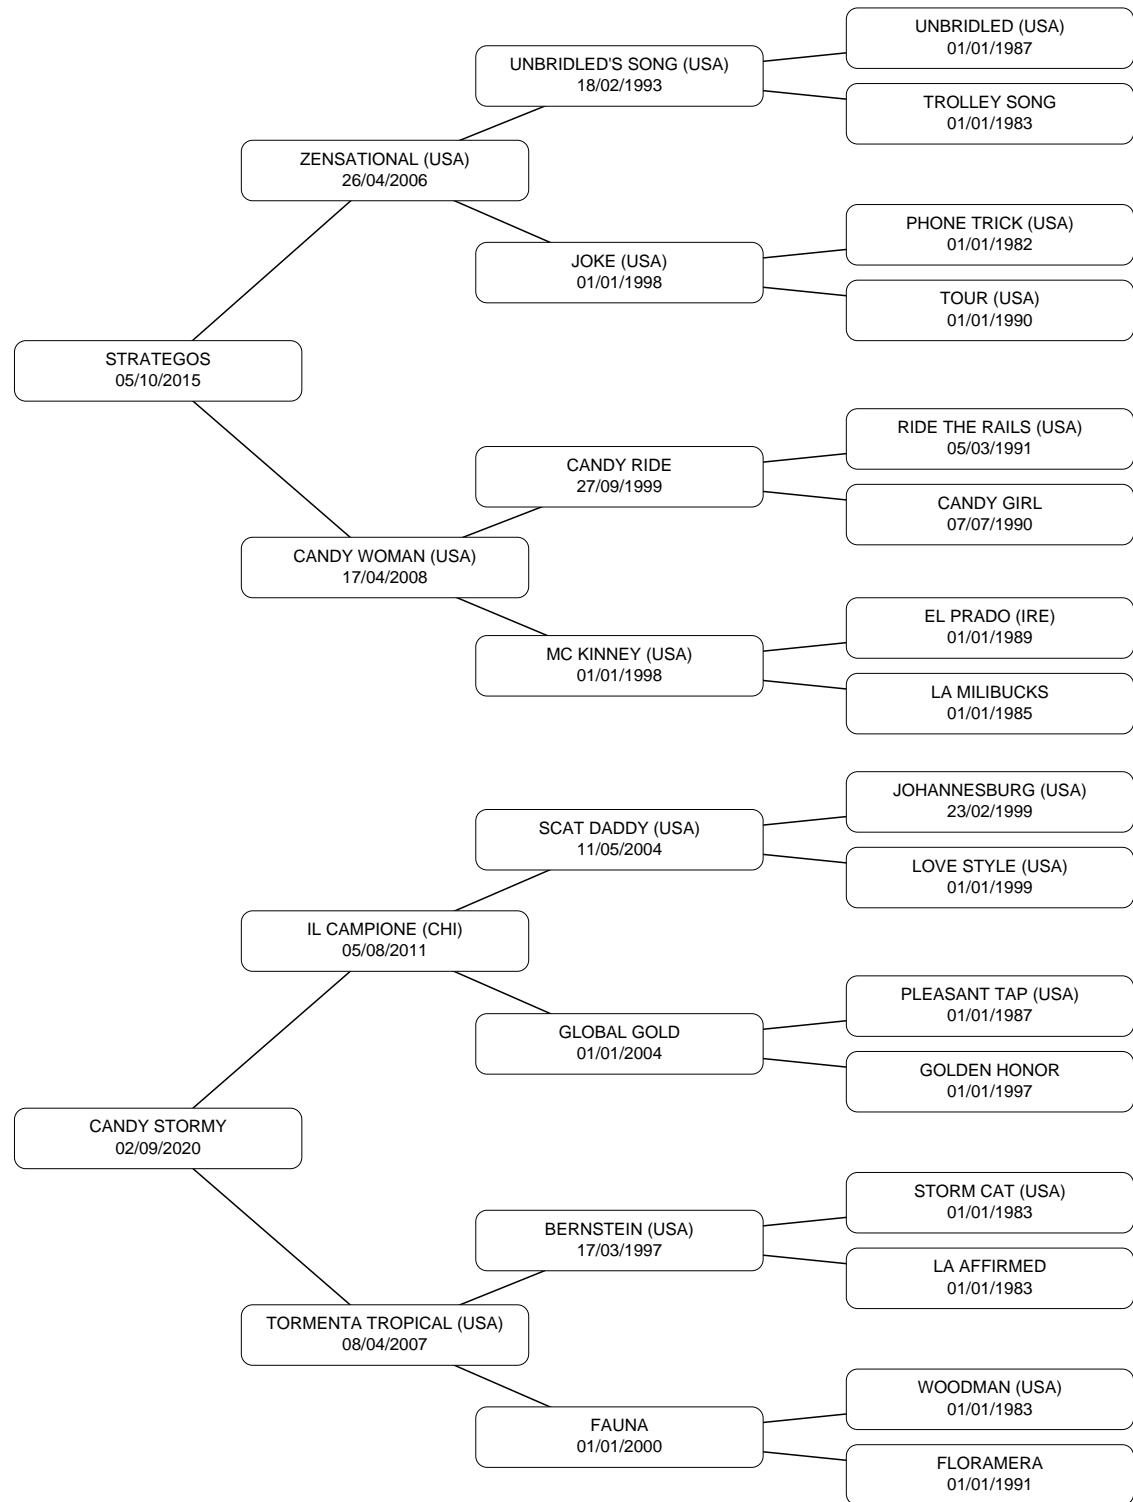 UNBRIDLED (USA)
01/01/1987
UNBRIDLED'S SONG (USA)
18/02/1993
TROLLEY SONG
01/01/1983
ZENSATIONAL (USA)
26/04/2006
PHONE TRICK (USA)
01/01/1982
JOKE (USA)
01/01/1998
TOUR (USA)
01/01/1990
STRATEGOS
05/10/2015
RIDE THE RAILS (USA)
05/03/1991
CANDY RIDE
27/09/1999
CANDY GIRL
07/07/1990
CANDY WOMAN (USA)
17/04/2008
EL PRADO (IRE)
01/01/1989
MC KINNEY (USA)
01/01/1998
LA MILIBUCKS
01/01/1985
JOHANNESBURG (USA)
23/02/1999
SCAT DADDY (USA)
11/05/2004
LOVE STYLE (USA)
01/01/1999
IL CAMPIONE (CHI)
05/08/2011
PLEASANT TAP (USA)
01/01/1987
GLOBAL GOLD
01/01/2004
GOLDEN HONOR
01/01/1997
CANDY STORMY
02/09/2020
STORM CAT (USA)
01/01/1983
BERNSTEIN (USA)
17/03/1997
LA AFFIRMED
01/01/1983
TORMENTA TROPICAL (USA)
08/04/2007
WOODMAN (USA)
01/01/1983
FAUNA
01/01/2000
FLORAMERA
01/01/1991